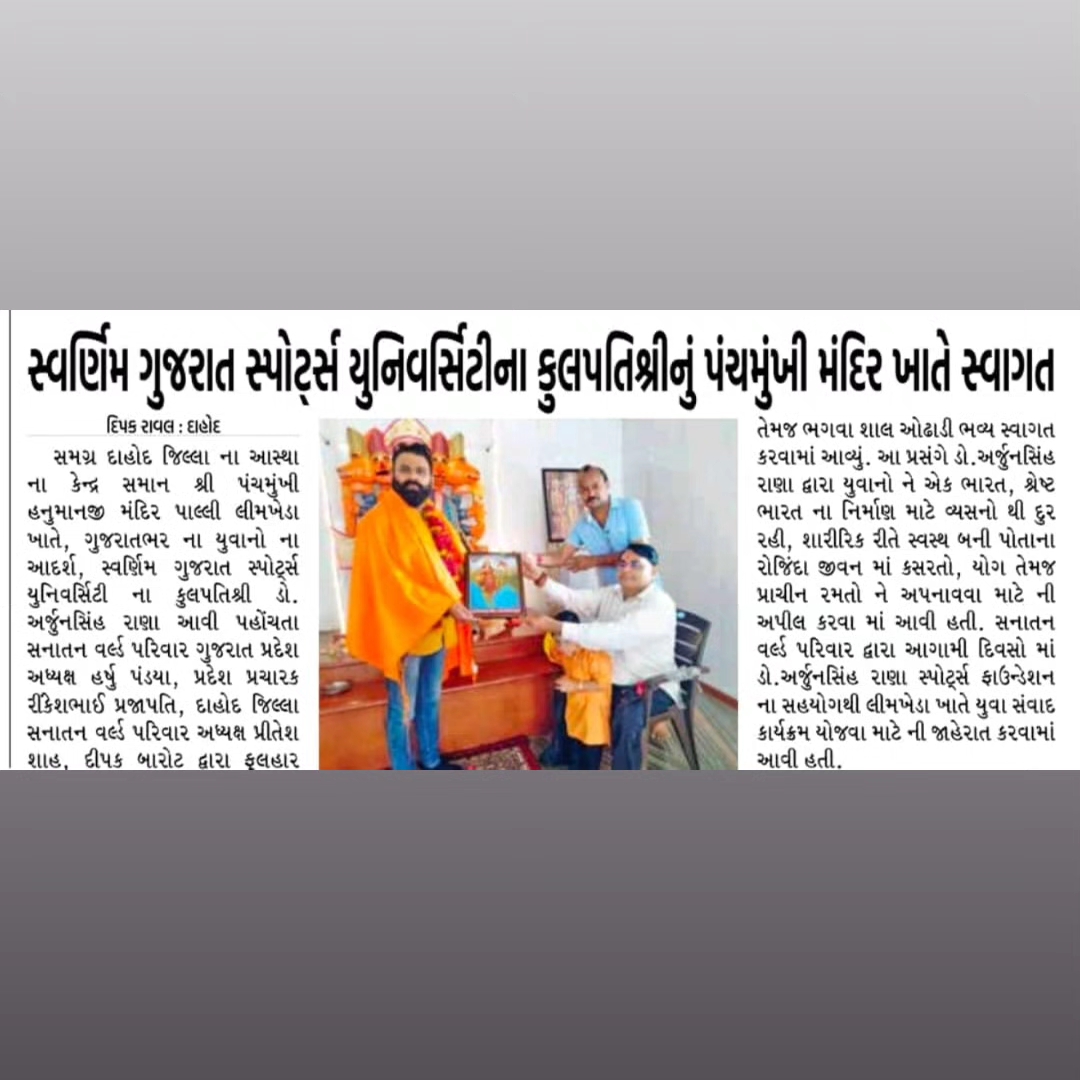 સ્વર્ણિમ ગુજરાત સ્પોર્ટ્સ યુનિવર્સિટીના કુલપતિશ્રીનું પંચમુંખી મંદિર ખાતે સ્વાગત
દિપક રાવલ : દાહોદ
સમગ્ર દાહોદ જિલ્લા ના આસ્થા
ના કેન્દ્ર સમાન શ્રી પંચમુંખી
હનુમાનજી મંદિર પાલ્લી લીમખેડા
ખાતે, ગુજરાતભર ના યુવાનો ના
આદર્શ, સ્વર્ણિમ ગુજરાત સ્પોર્ટ્સ
યુનિવર્સિટી ના કુલપતિશ્રી ડો.
અર્જુનસિંહ રાણા આવી પહોંચતા
સનાતન વર્લ્ડ પરિવાર ગુજરાત પ્રદેશ
અધ્યક્ષ હર્ષુ પંડયા, પ્રદેશ પ્રચારક
રીંકેશભાઈ પ્રજાપતિ, દાહોદ જિલ્લા
સનાતન વર્લ્ડ પરિવાર અધ્યક્ષ પ્રીતેશ
શાહ, દીપક બારોટ દ્વારા ફુલહાર
તેમજ ભગવા શાલ ઓઢાડી ભવ્ય સ્વાગત
કરવામાં આવ્યું. આ પ્રસંગે ડો.અર્જુનસિંહ
રાણા દ્વારા યુવાનો ને એક ભારત, શ્રેષ્ટ
ભારત ના નિર્માણ માટે વ્યસનો થી દુર
રહી, શારીરિક રીતે સ્વસ્થ બની પોતાના
રોજિંદા જીવન માં કસરતો, યોગ તેમજ
પ્રાચીન રમતો ને અપનાવવા માટે ની
અપીલ કરવા માં આવી હતી. સનાતન
વર્લ્ડ પરિવાર દ્વારા આગામી દિવસો માં
ડો.અર્જુનસિંહ રાણા સ્પોર્ટ્સ ફાઉન્ડેશન
ના સહયોગથી લીમખેડા ખાતે યુવા સંવાદ
કાર્યક્રમ યોજવા માટે ની જાહેરાત કરવામાં
આવી હતી.